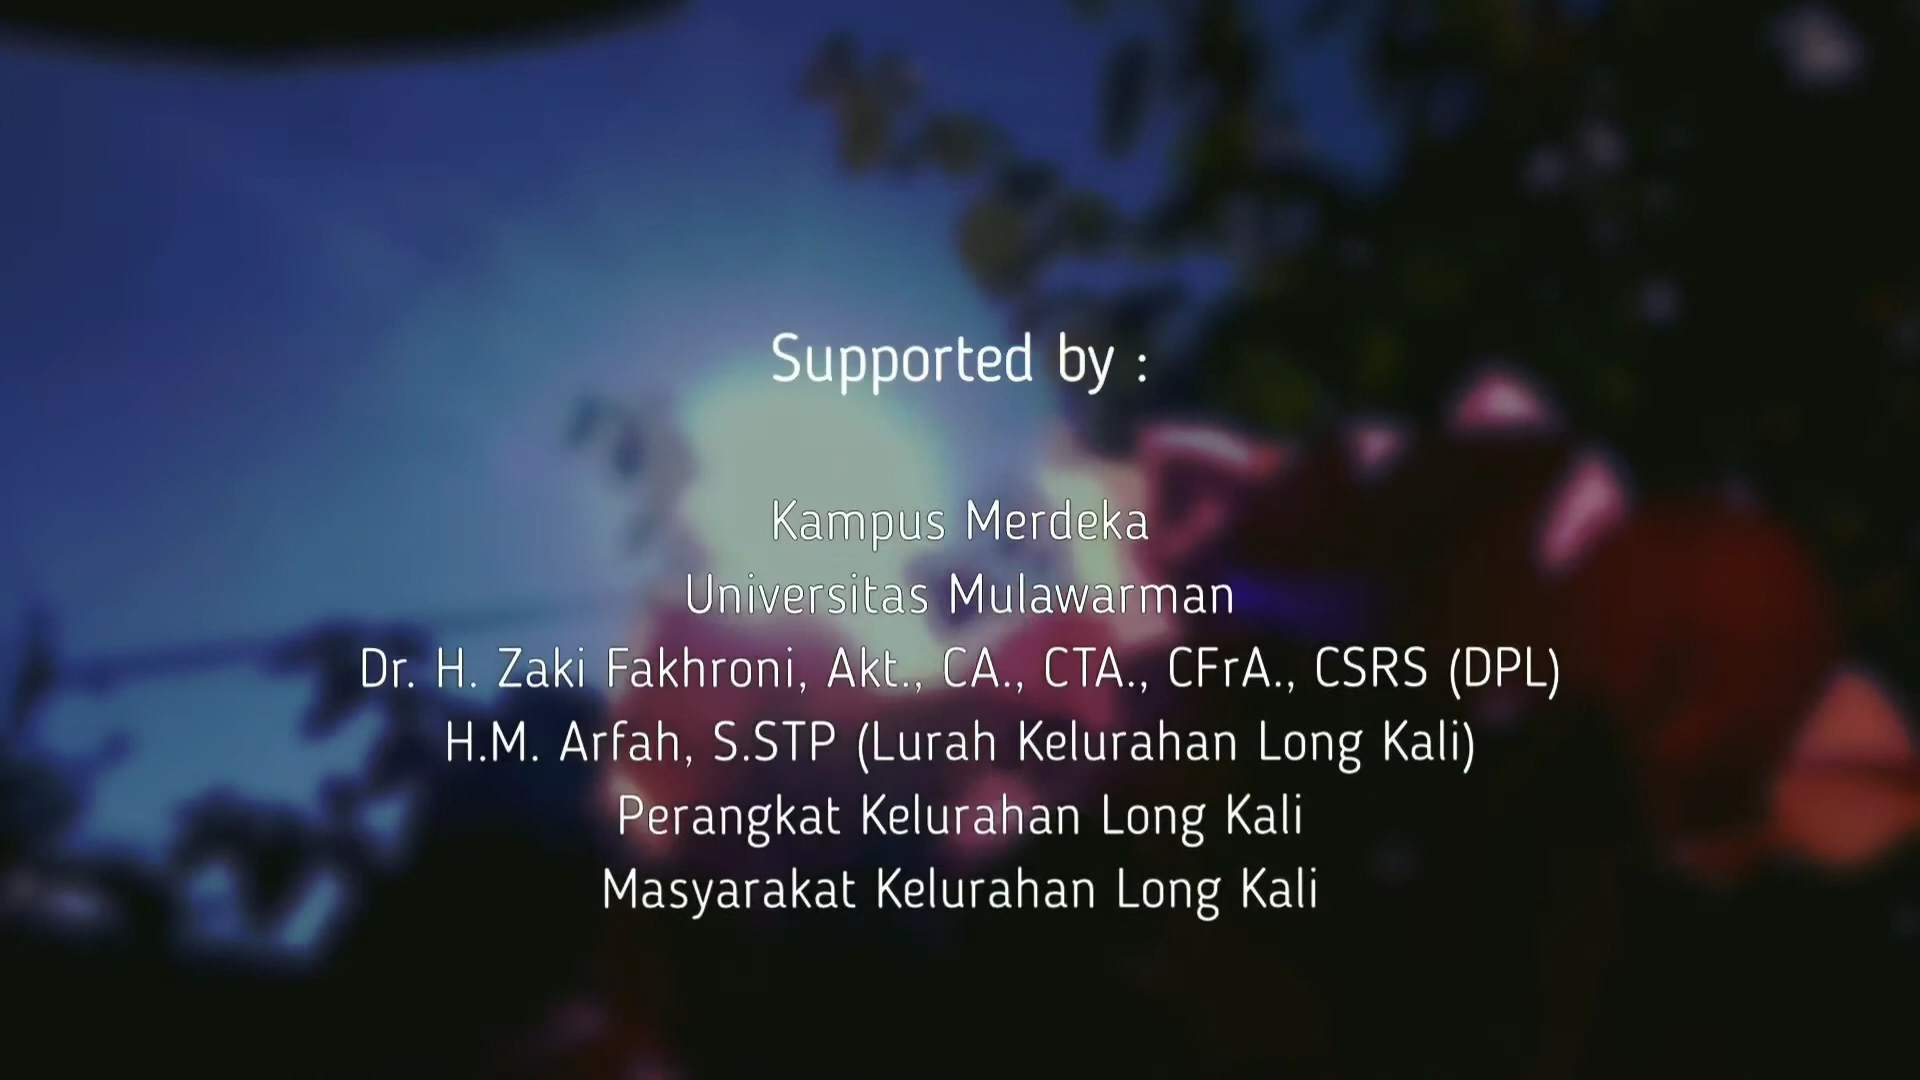 Supported by :
Kampus Merdeka
Universitas Mulawarman
Dr. H. Zaki Fakhroni, Akt., CA., CTA., CFrA., CSRS (DPL)
H.M. Arfah, S.STP (Lurah Kelurahan Long Kali)
Perangkat Kelurahan Long Kali
Masyarakat Kelurahan Long Kali